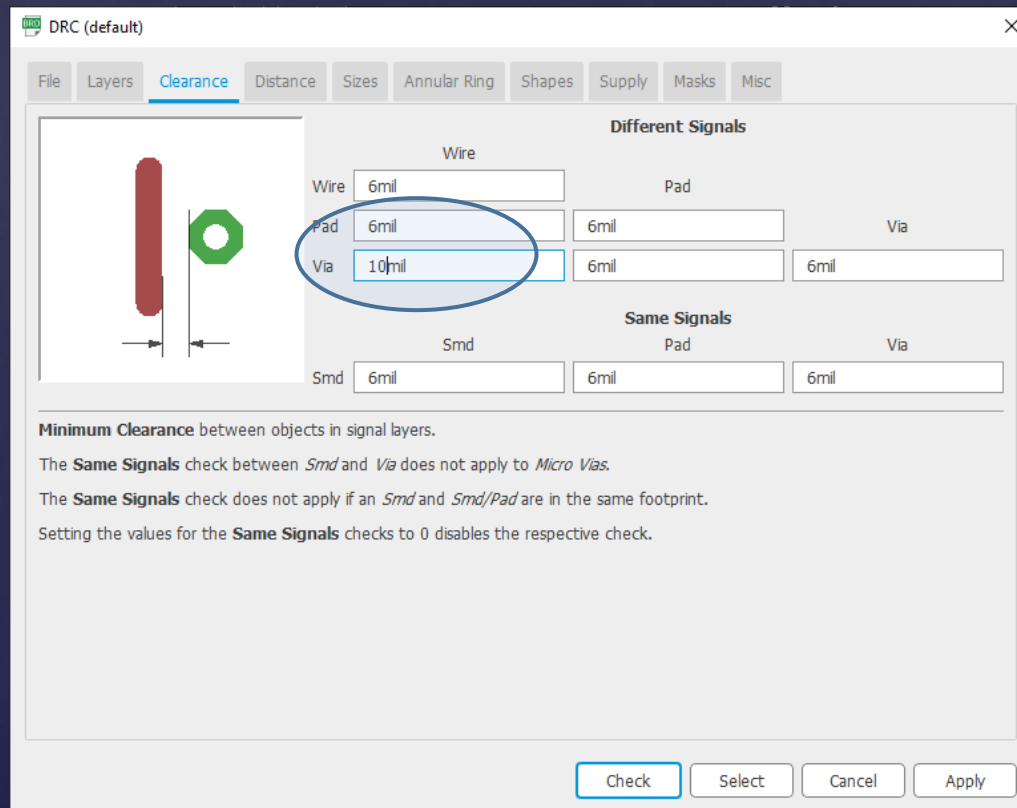 BRD DRC (default)
File Layers Clearance Distance Sizes Annular Ring Shapes Supply Masks Misc
Different Signals
Wire
Wire 6mil Pad
Pad 6mil 6mil Via
Via 10mil 6mil 6mil
Same Signals
Smd Pad Via
Smd 6mil 6mil 6mil
Minimum Clearance between objects in signal layers.
The Same Signals check between Smd and Via does not apply to Micro Vias.
The Same Signals check does not apply if an Smd and Smd/Pad are in the same footprint.
Setting the values for the Same Signals checks to 0 disables the respective check.
Check Select Cancel Apply